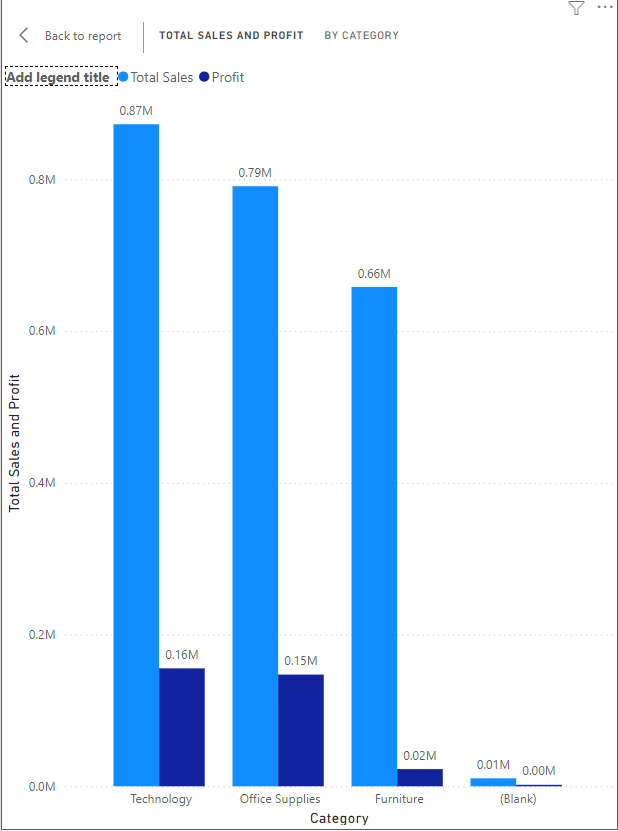 Back to report
TOTAL SALES AND PROFIT BY CATEGORY
Add legend title Total Sales Profit
0.87M
0.8M
0.79M
0.66M
0.6M
Total Sales and Profit
0.4M
0.2M
0.16M
0.15M
0.02M
0.01M
0.00M
0.0M
Technology Office Supplies Furniture (Blank)
Category